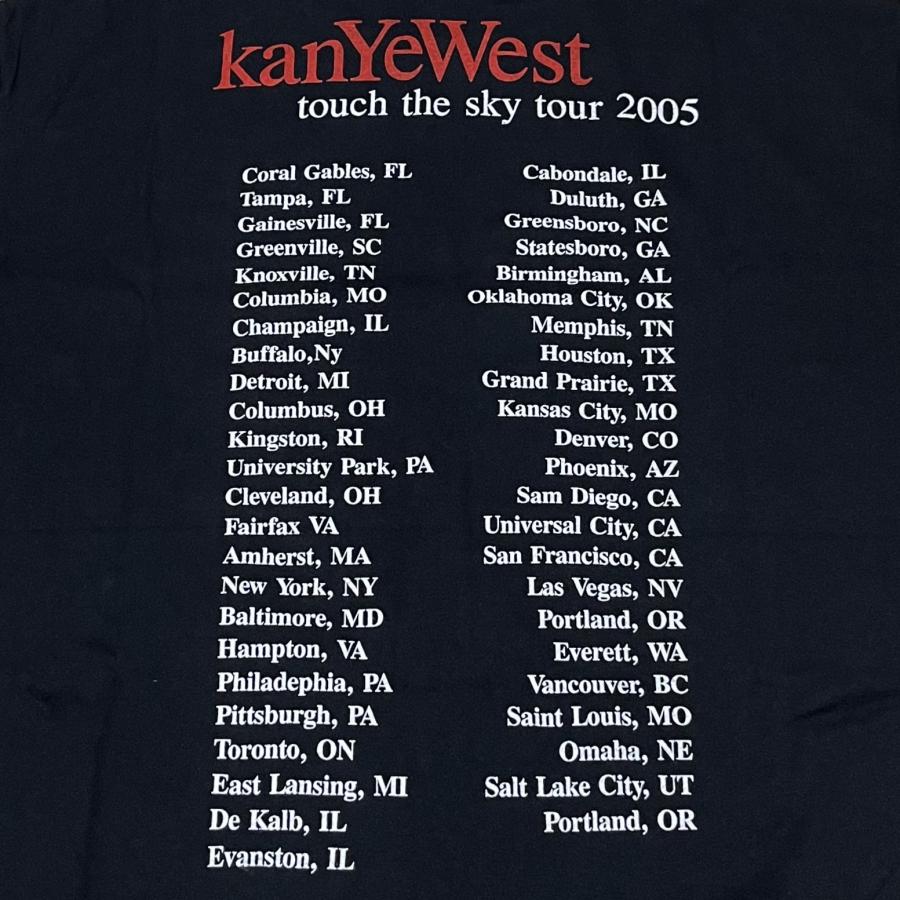 kanYeWest
touch the sky tour 2005
Coral Gables, FL
Tampa, FL
Gainesville, FL
Greenville, SC
Knoxville, TN
Columbia, MO
Champaign, IL
Buffalo,Ny
Detroit, MI
Columbus, OH
Kingston, RI
University Park, PA
Cleveland, OH
Fairfax VA
Amherst, MA
New York, NY
Baltimore, MD
Hampton, VA
Philadephia, PA
Pittsburgh, PA
Toronto, ON
East Lansing, MI
De Kalb, IL
Evanston, IL
Cabondale, IL
Duluth, GA
Greensboro, NC
Statesboro, GA
Birmingham, AL
Oklahoma City, OK
Memphis, TN
Houston, TX
Grand Prairie, TX
Kansas City, MO
Denver, CO
Phoenix, AZ
Sam Diego, CA
Universal City, CA
San Francisco, CA
Las Vegas, NV
Portland, OR
Everett, WA
Vancouver, BC
Saint Louis, MO
Omaha, NE
Salt Lake City, UT
Portland, OR